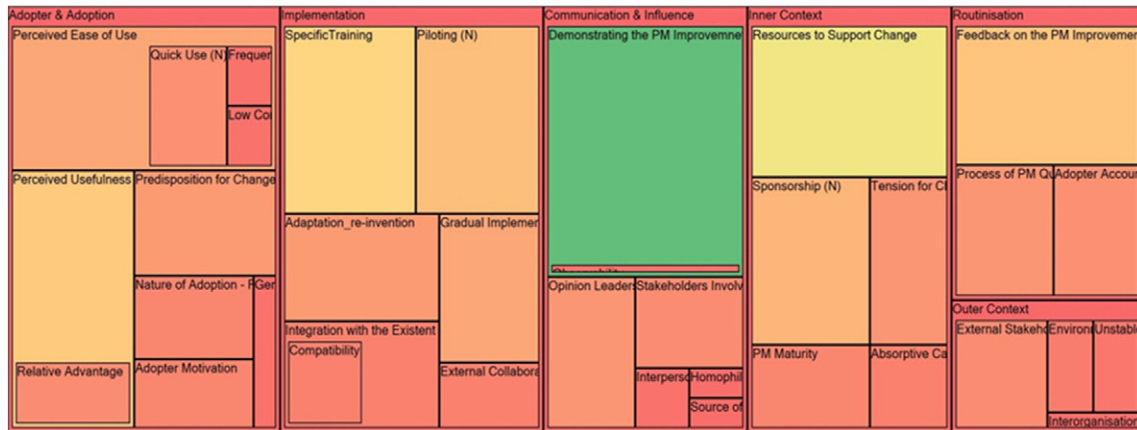 Adopter & Adoption
Perceived Ease of Use
Quick Use (N)
Frequer
Low Co
Perceived Usefulness
Relative Advantage
Predisposition for Change
Nature of Adoption - F
Ger
Adopter Motivation
Implementation
SpecificTraining
Piloting (N)
Adaptation_re-invention
Gradual Implemer
Integration with the Existent
Compatibility
External Collabora
Communication & Influence
Demonstrating the PM Improvemne
Observability
Opinion Leader
Stakeholders Involv
Interperso
Homophil
Source of
Inner Context
Resources to Support Change
Sponsorship (N)
Tension for Cl
PM Maturity
Absorptive Ca
Routinisation
Feedback on the PM Improvemer
Process of PM Qu
Adopter Accour
Outer Context
External Stakeho
Environ
Unstabl
Interorganisation